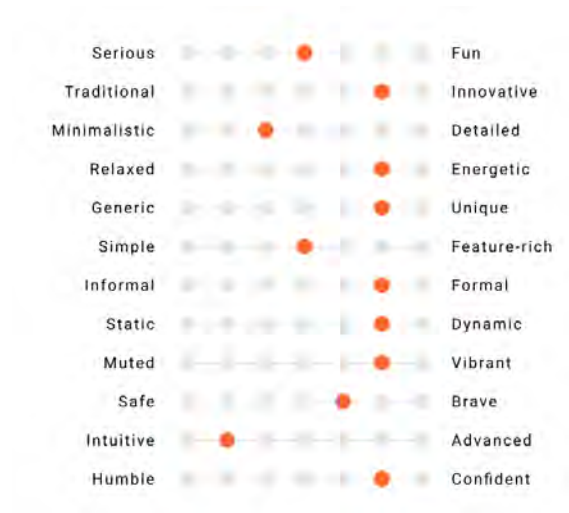 Serious Fun
Traditional Innovative
Minimalistic Detailed
Relaxed Energetic
Generic Unique
Simple Feature-rich
Informal Formal
Static Dynamic
Muted Vibrant
Safe Brave
Intuitive Advanced
Humble Confident